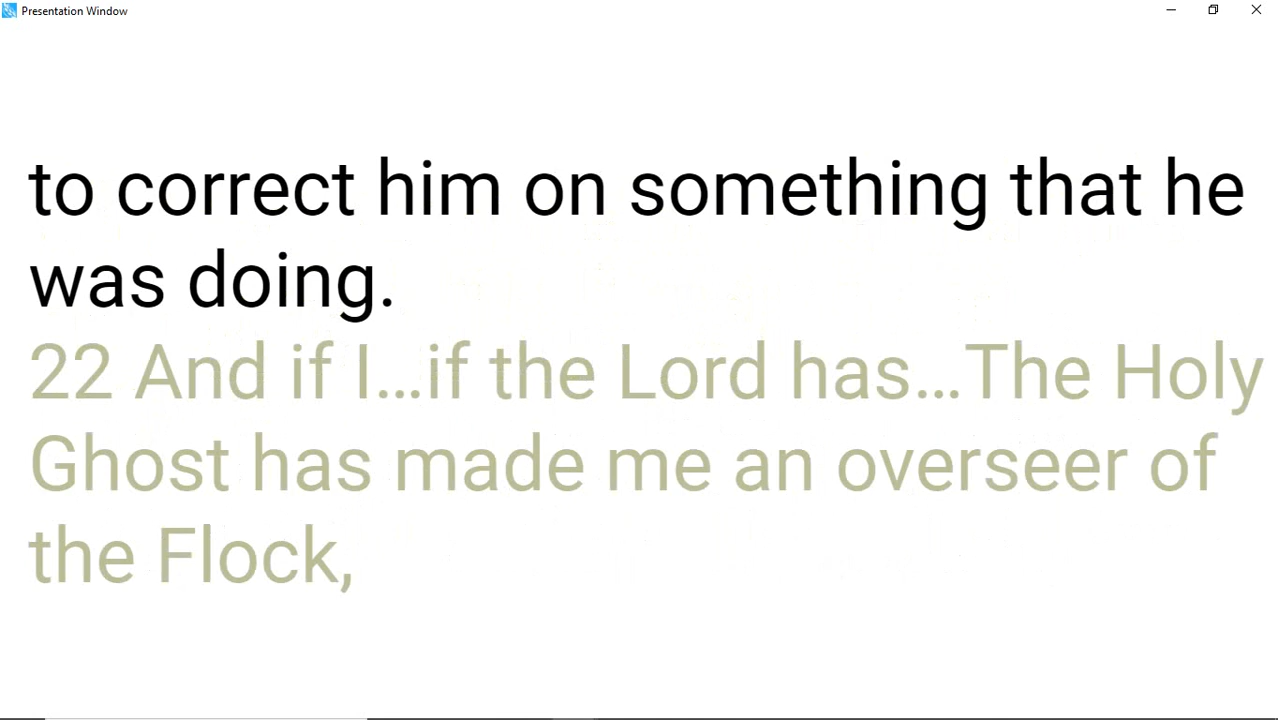 Presentation Window
to correct him on something that he
was doing.
22 And if I...if the Lord has...The Holy
Ghost has made me an overseer of
the Flock,